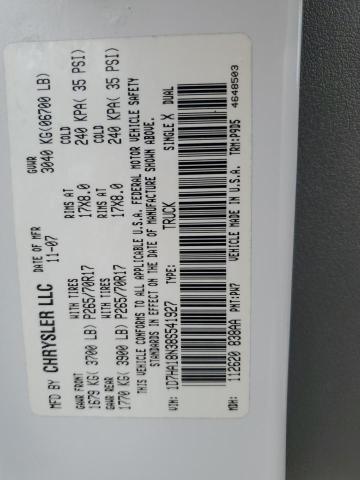 MFD BY CHRYSLER LLC DATE OF MFR GVWR
11-07 3040 KG(06700 LB)
GAWR FRONT WITH TIRES RIMS AT COLD
1679 KG( 3700 LB) P265/70R17 17X8.0 240 KPA( 35 PSI)
GAWR REAR WITH TIRES RIMS AT COLD
1770 KG( 3900 LB) P265/70R17 17X8.0 240 KPA( 35 PSI)
THIS VEHICLE CONFORMS TO ALL APPLICABLE U.S.A. FEDERAL MOTOR VEHICLE SAFETY
STANDARDS IN EFFECT ON THE DATE OF MANUFACTURE SHOWN ABOVE.
VIN: 1D7HA18N38S541927 TYPE: TRUCK SINGLE X DUAL
MDH: 112620 038AA PNT:PW7 VEHICLE MADE IN U.S.A. TRM:P9D5
4648503